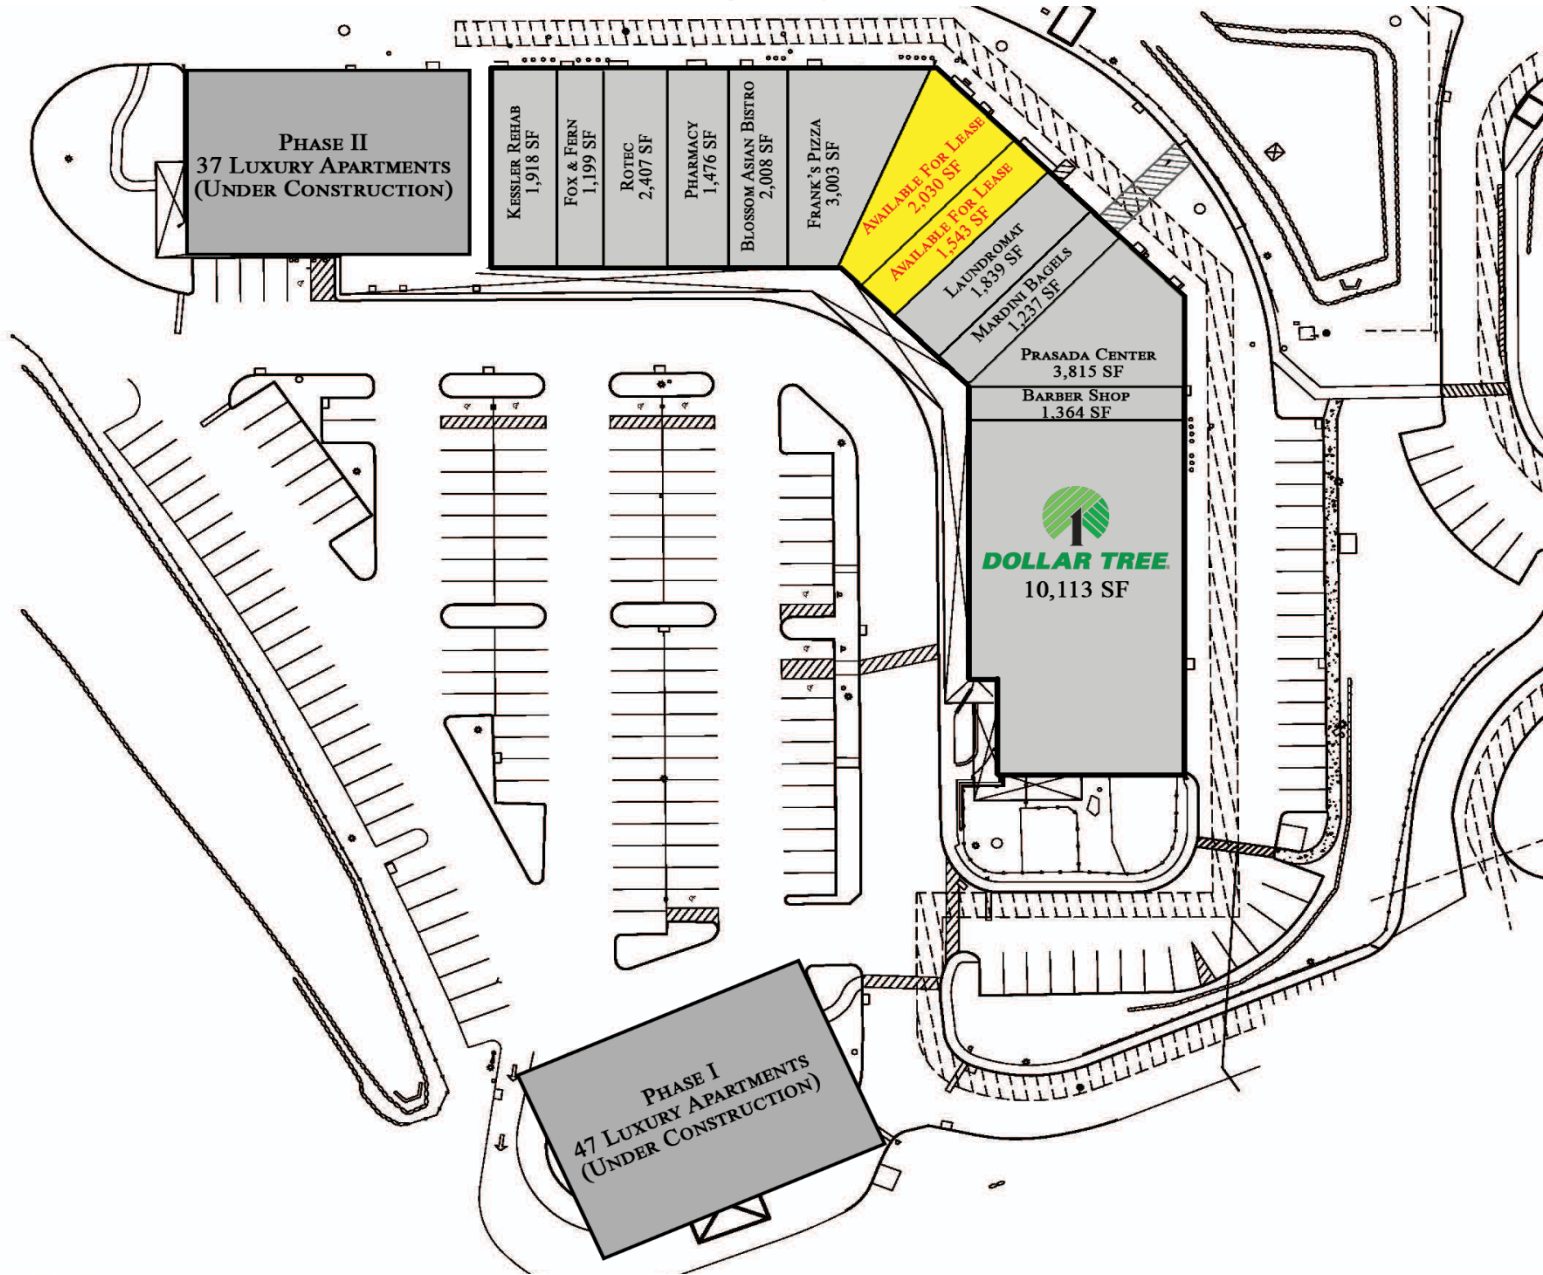 Phase II
37 Luxury Apartments
(Under Construction)
Kessler Rehab
1,918 SF
Fox & Fern
1,199 SF
Rotec
2,407 SF
Pharmacy
1,476 SF
Blossom Asian Bistro
2,008 SF
Frank's Pizza
3,003 SF
Available For Lease
2,030 SF
Available For Lease
1,543 SF
Laundromat
1,839 SF
Mardini Bagels
1,237 SF
Prasada Center
3,815 SF
Barber Shop
1,364 SF
1
DOLLAR TREE
10,113 SF
Phase I
47 Luxury Apartments
(Under Construction)